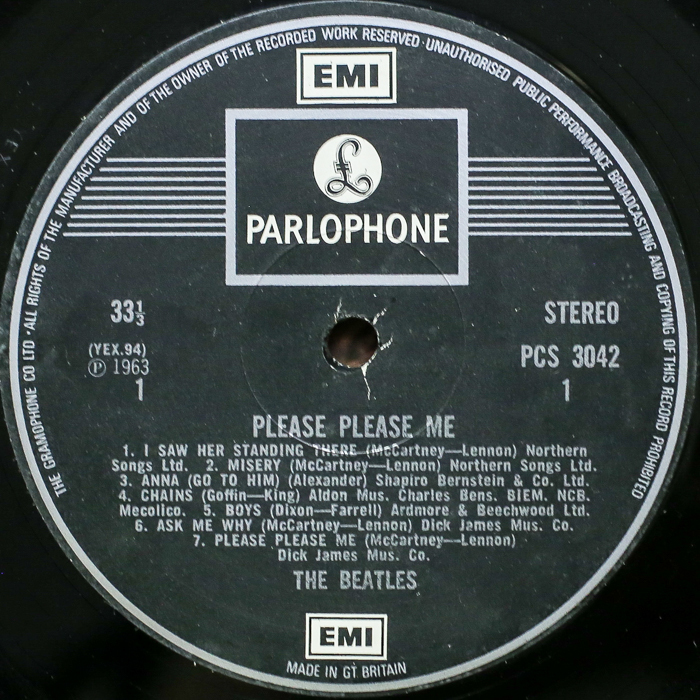 THE GRAMOPHONE CO LTD · ALL RIGHTS OF THE MANUFACTURER AND OF THE OWNER OF THE RECORDED WORK RESERVED · UNAUTHORISED PUBLIC PERFORMANCE BROADCASTING AND COPYING OF THIS RECORD PROHIBITED
EMI
£
PARLOPHONE
33⅓
STEREO
(YEX.94)
PCS 3042
℗ 1963
1
1
PLEASE PLEASE ME
1. I SAW HER STANDING THERE (McCartney—Lennon) Northern
Songs Ltd. 2. MISERY (McCartney—Lennon) Northern Songs Ltd.
3. ANNA (GO TO HIM) (Alexander) Shapiro Bernstein & Co. Ltd.
4. CHAINS (Goffin—King) Aldon Mus. Charles Bens. BIEM. NCB.
Mecolico. 5. BOYS (Dixon—Farrell) Ardmore & Beechwood Ltd.
6. ASK ME WHY (McCartney—Lennon) Dick James Mus. Co.
7. PLEASE PLEASE ME (McCartney—Lennon)
Dick James Mus. Co.
THE BEATLES
EMI
MADE IN GT. BRITAIN